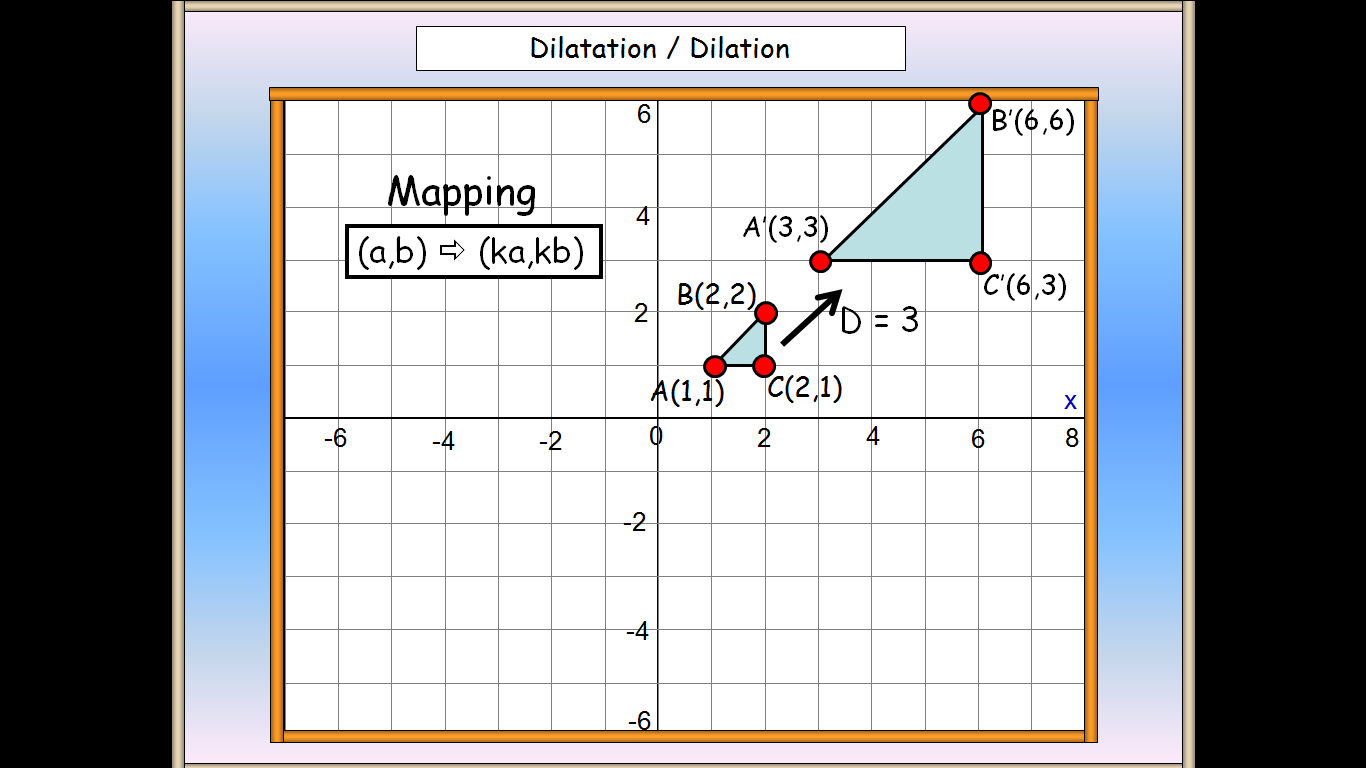 Dilatation / Dilation
6
B'(6,6)
Mapping
4
A'(3,3)
(a,b) ⇨ (ka,kb)
C'(6,3)
B(2,2)
2
D = 3
A(1,1)
C(2,1)
x
-6 -4 -2 0 2 4 6 8
-2
-4
-6